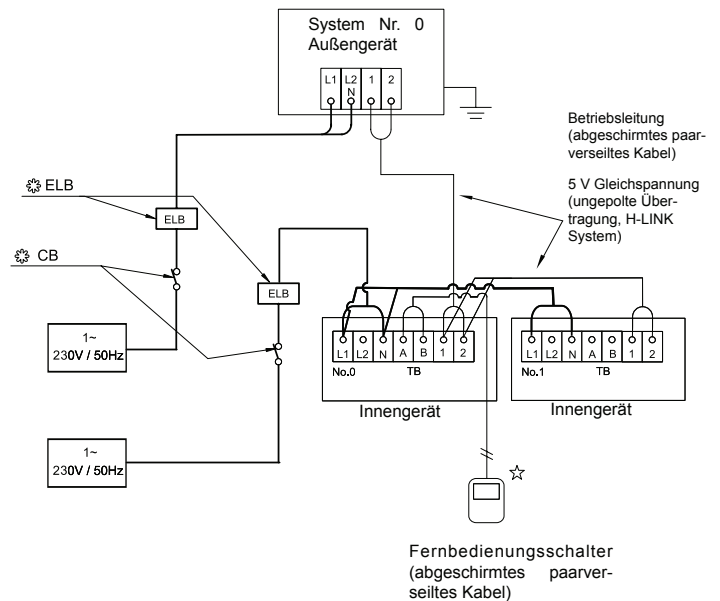 System Nr. 0
Außengerät
L1 L2 1 2
N
Betriebsleitung
(abgeschirmtes paar-
verseiltes Kabel)
5 V Gleichspannung
(ungepolte Über-
tragung, H-LINK
System)
ELB
ELB
CB
ELB
1~
230V / 50Hz
L1 L2 N A B 1 2
No.0 TB
Innengerät
L1 L2 N A B 1 2
No.1 TB
Innengerät
1~
230V / 50Hz
Fernbedienungsschalter
(abgeschirmtes paarver-
seiltes Kabel)